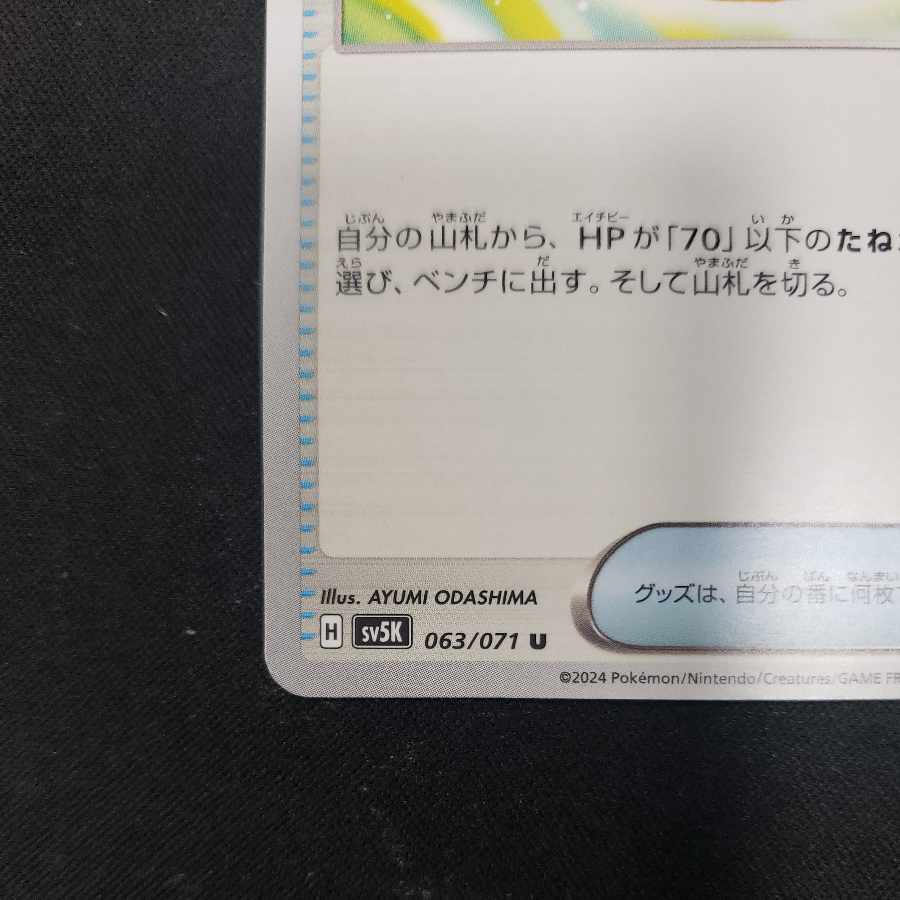 自分の山札から、HPが「70」以下のたね
選び、ベンチに出す。そして山札を切る。
グッズは、自分の番に何枚
Illus. AYUMI ODASHIMA
H SV5K 063/071 U
©2024 Pokémon/Nintendo/Creatures/GAME FR